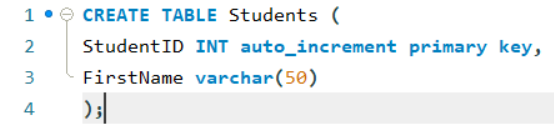 1 CREATE TABLE Students (
2 StudentID INT auto_increment primary key,
3 FirstName varchar(50)
4 );